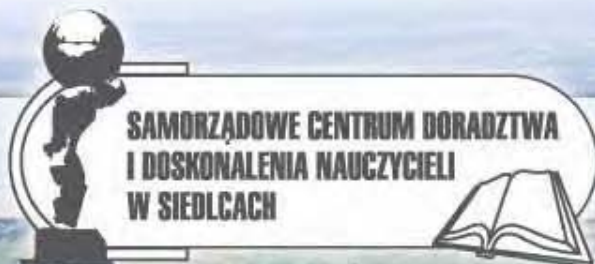 SAMORZĄDOWE CENTRUM DORADZTWA
I DOSKONALENIA NAUCZYCIELI
W SIEDLCACH